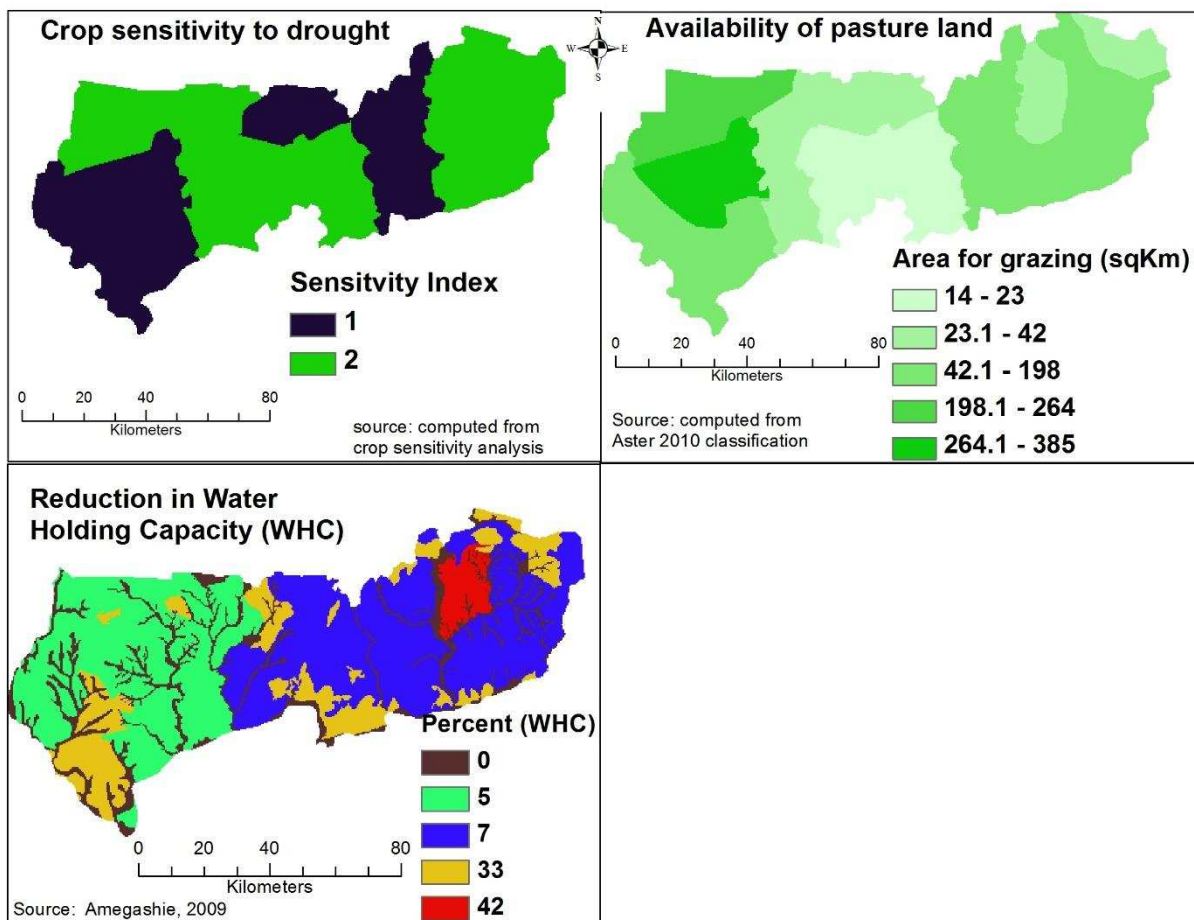 Crop sensitivity to drought
Sensitvity Index
1
2
0 20 40 80
Kilometers
source: computed from
crop sensitivity analysis
N
W E
S
Availability of pasture land
Area for grazing (sqKm)
14 - 23
23.1 - 42
42.1 - 198
198.1 - 264
264.1 - 385
0 20 40 80
Kilometers
Source: computed from
Aster 2010 classification
Reduction in Water
Holding Capacity (WHC)
Percent (WHC)
0
5
7
33
42
0 20 40 80
Kilometers
Source: Amegashie, 2009